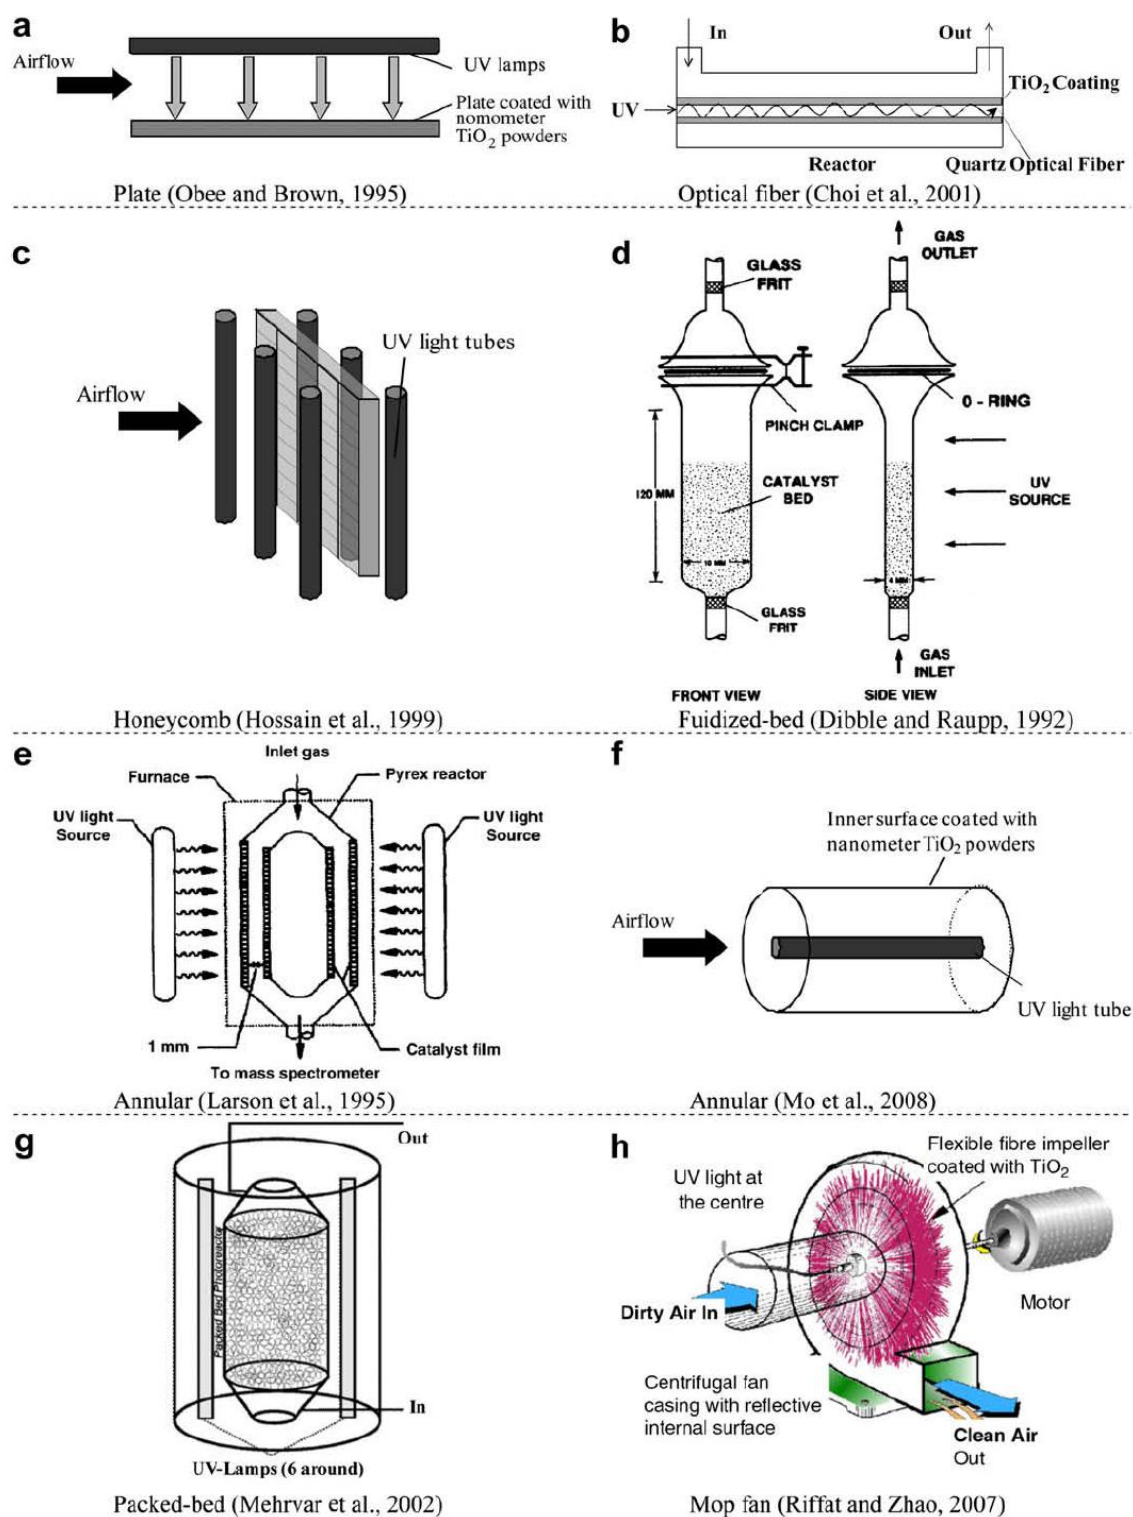 a
Airflow
UV lamps
Plate coated with
nomometer
TiO2 powders
Plate (Obee and Brown, 1995)
b
In
Out
TiO2 Coating
UV
Reactor
Quartz Optical Fiber
Optical fiber (Choi et al., 2001)
c
UV light tubes
Airflow
Honeycomb (Hossain et al., 1999)
d
GAS
OUTLET
GLASS
FRIT
O - RING
PINCH CLAMP
120 MM
CATALYST
BED
UV
SOURCE
10 MM
4 MM
GLASS
FRIT
GAS
INLET
FRONT VIEW
SIDE VIEW
Fuidized-bed (Dibble and Raupp, 1992)
e
Inlet gas
Furnace
Pyrex reactor
UV light
Source
UV light
Source
1 mm
Catalyst film
To mass spectrometer
Annular (Larson et al., 1995)
f
Inner surface coated with
nanometer TiO2 powders
Airflow
UV light tube
Annular (Mo et al., 2008)
g
Out
Packed Bed Photoreactor
In
UV-Lamps (6 around)
Packed-bed (Mehrvar et al., 2002)
h
Flexible fibre impeller
coated with TiO2
UV light at
the centre
Dirty Air In
Motor
Centrifugal fan
casing with reflective
internal surface
Clean Air
Out
Mop fan (Riffat and Zhao, 2007)